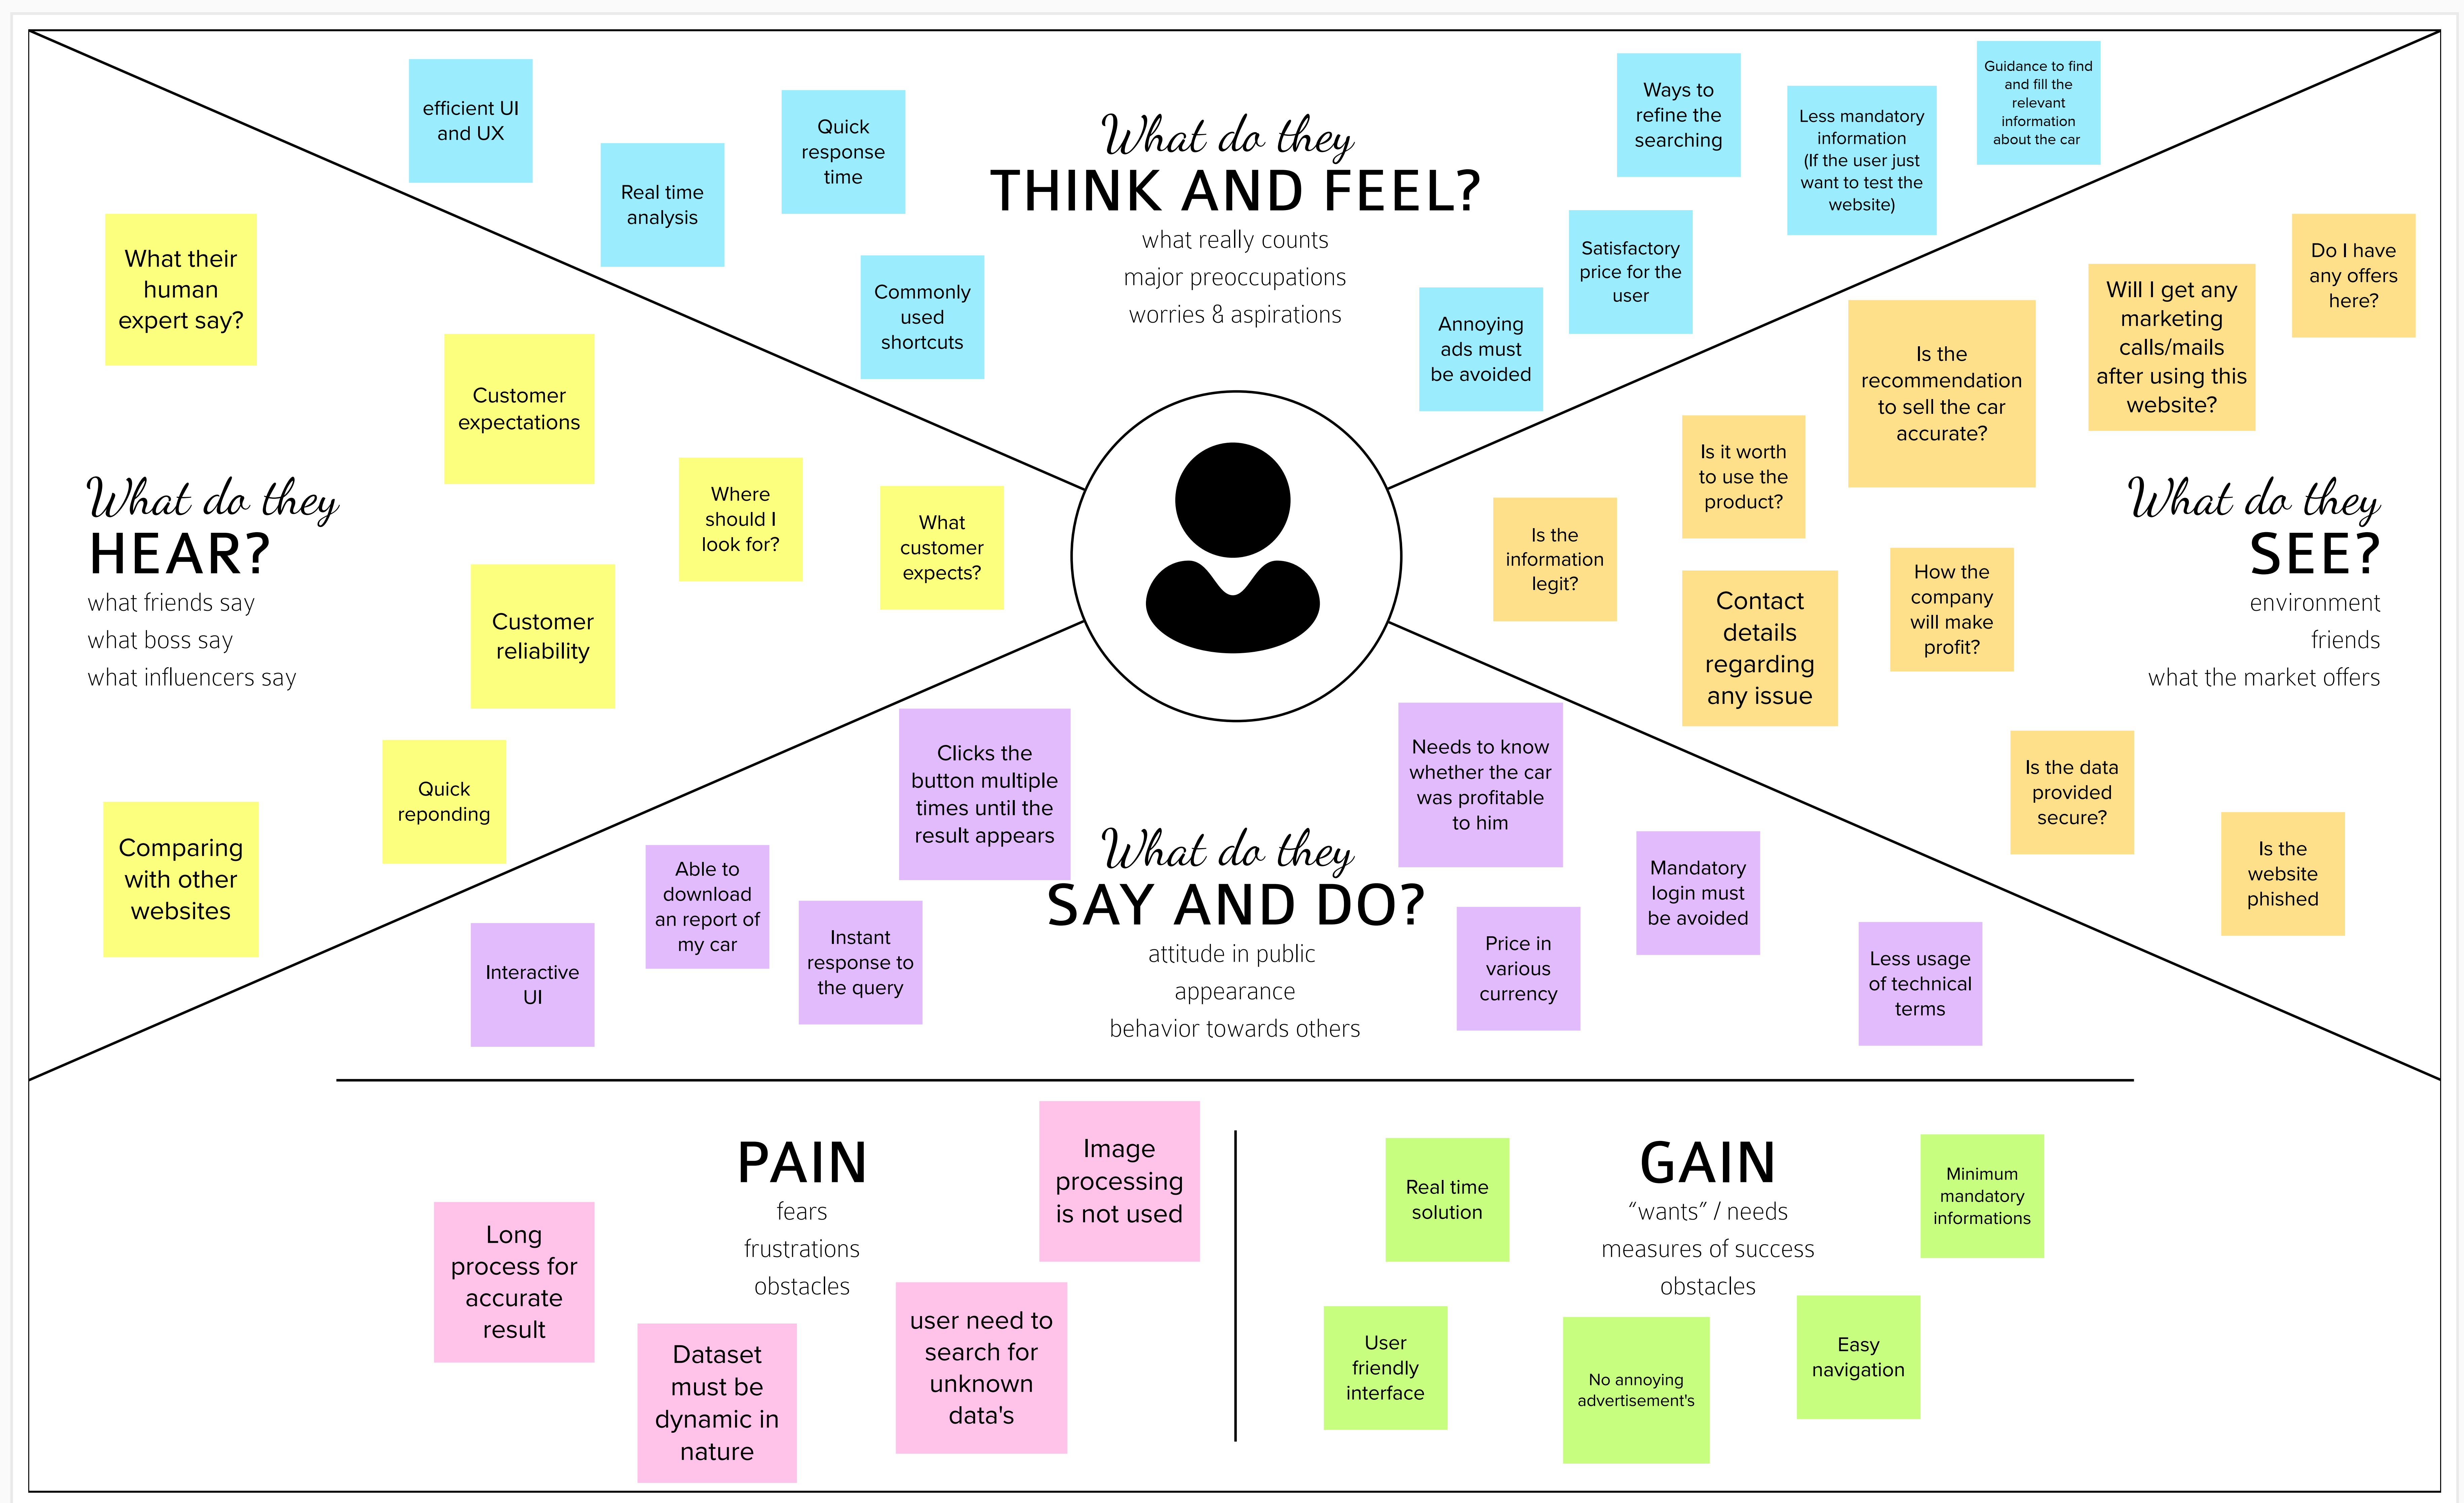 What do they
THINK AND FEEL?
what really counts
major preoccupations
worries & aspirations
efficient UI
and UX
Real time
analysis
Quick
response
time
Commonly
used
shortcuts
Ways to
refine the
searching
Less mandatory
information
(If the user just
want to test the
website)
Guidance to find
and fill the
relevant
information
about the car
Satisfactory
price for the
user
Annoying
ads must
be avoided
What do they
HEAR?
what friends say
what boss say
what influencers say
What their
human
expert say?
Customer
expectations
Where
should I
look for?
What
customer
expects?
Customer
reliability
Quick
reponding
Comparing
with other
websites
What do they
SEE?
environment
friends
what the market offers
Do I have
any offers
here?
Will I get any
marketing
calls/mails
after using this
website?
Is the
recommendation
to sell the car
accurate?
Is it worth
to use the
product?
Is the
information
legit?
Contact
details
regarding
any issue
How the
company
will make
profit?
Is the data
provided
secure?
Is the
website
phished
What do they
SAY AND DO?
attitude in public
appearance
behavior towards others
Clicks the
button multiple
times until the
result appears
Able to
download
an report of
my car
Instant
response to
the query
Interactive
UI
Needs to know
whether the car
was profitable
to him
Mandatory
login must
be avoided
Price in
various
currency
Less usage
of technical
terms
PAIN
fears
frustrations
obstacles
Image
processing
is not used
Long
process for
accurate
result
Dataset
must be
dynamic in
nature
user need to
search for
unknown
data's
GAIN
“wants” / needs
measures of success
obstacles
Real time
solution
Minimum
mandatory
informations
User
friendly
interface
No annoying
advertisement's
Easy
navigation